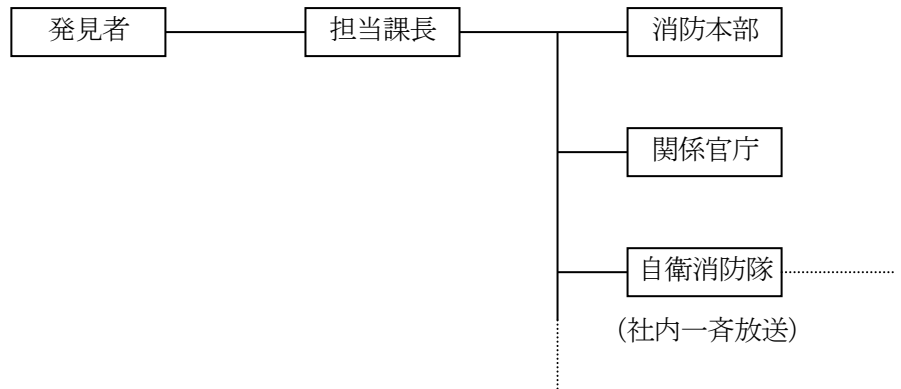 発見者
担当課長
消防本部
関係官庁
自衛消防隊
(社内一斉放送)